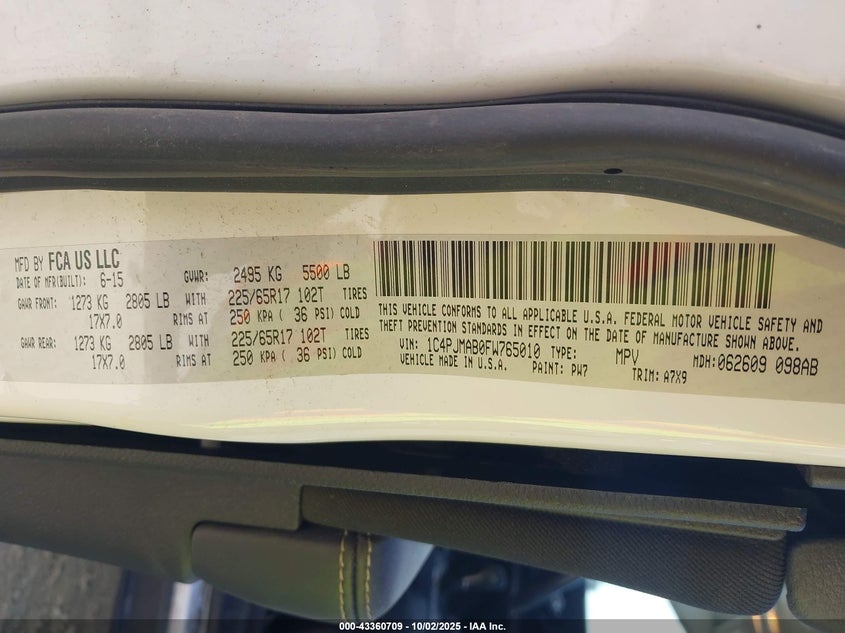 MFD BY FCA US LLC
DATE OF MFR(BUILT): 6-15 GVWR: 2495 KG 5500 LB
GAWR FRONT: 1273 KG 2805 LB WITH 225/65R17 102T TIRES
17X7.0 RIMS AT 250 KPA ( 36 PSI) COLD
GAWR REAR: 1273 KG 2805 LB WITH 225/65R17 102T TIRES
17X7.0 RIMS AT 250 KPA ( 36 PSI) COLD
THIS VEHICLE CONFORMS TO ALL APPLICABLE U.S.A. FEDERAL MOTOR VEHICLE SAFETY AND
THEFT PREVENTION STANDARDS IN EFFECT ON THE DATE OF MANUFACTURE SHOWN ABOVE.
VIN: 1C4PJMAB0FW765010 TYPE: MPV MDH:062609 098AB
VEHICLE MADE IN U.S.A. PAINT: PW7 TRIM: A7X9
000-43360709 - 10/02/2025 - IAA Inc.